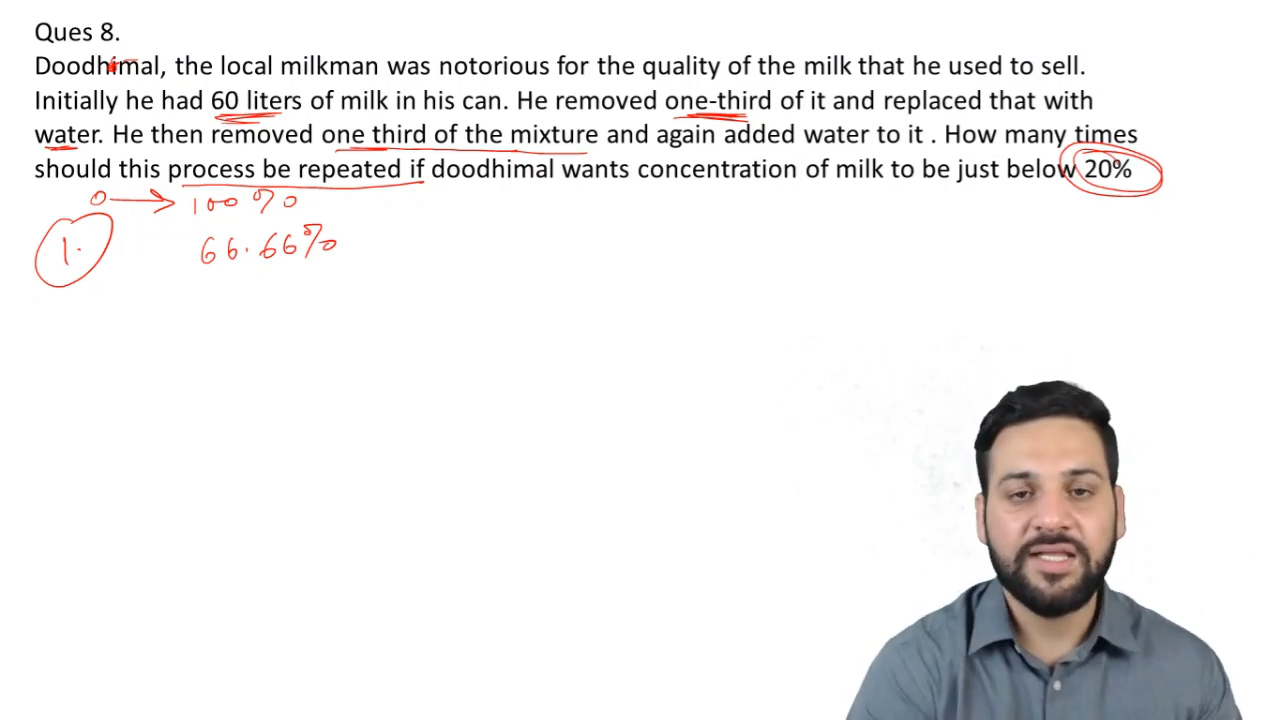 Ques 8.
Doodhimal, the local milkman was notorious for the quality of the milk that he used to sell.
Initially he had 60 liters of milk in his can. He removed one-third of it and replaced that with
water. He then removed one third of the mixture and again added water to it . How many times
should this process be repeated if doodhimal wants concentration of milk to be just below 20%
0 → 100%
1. 66.66%